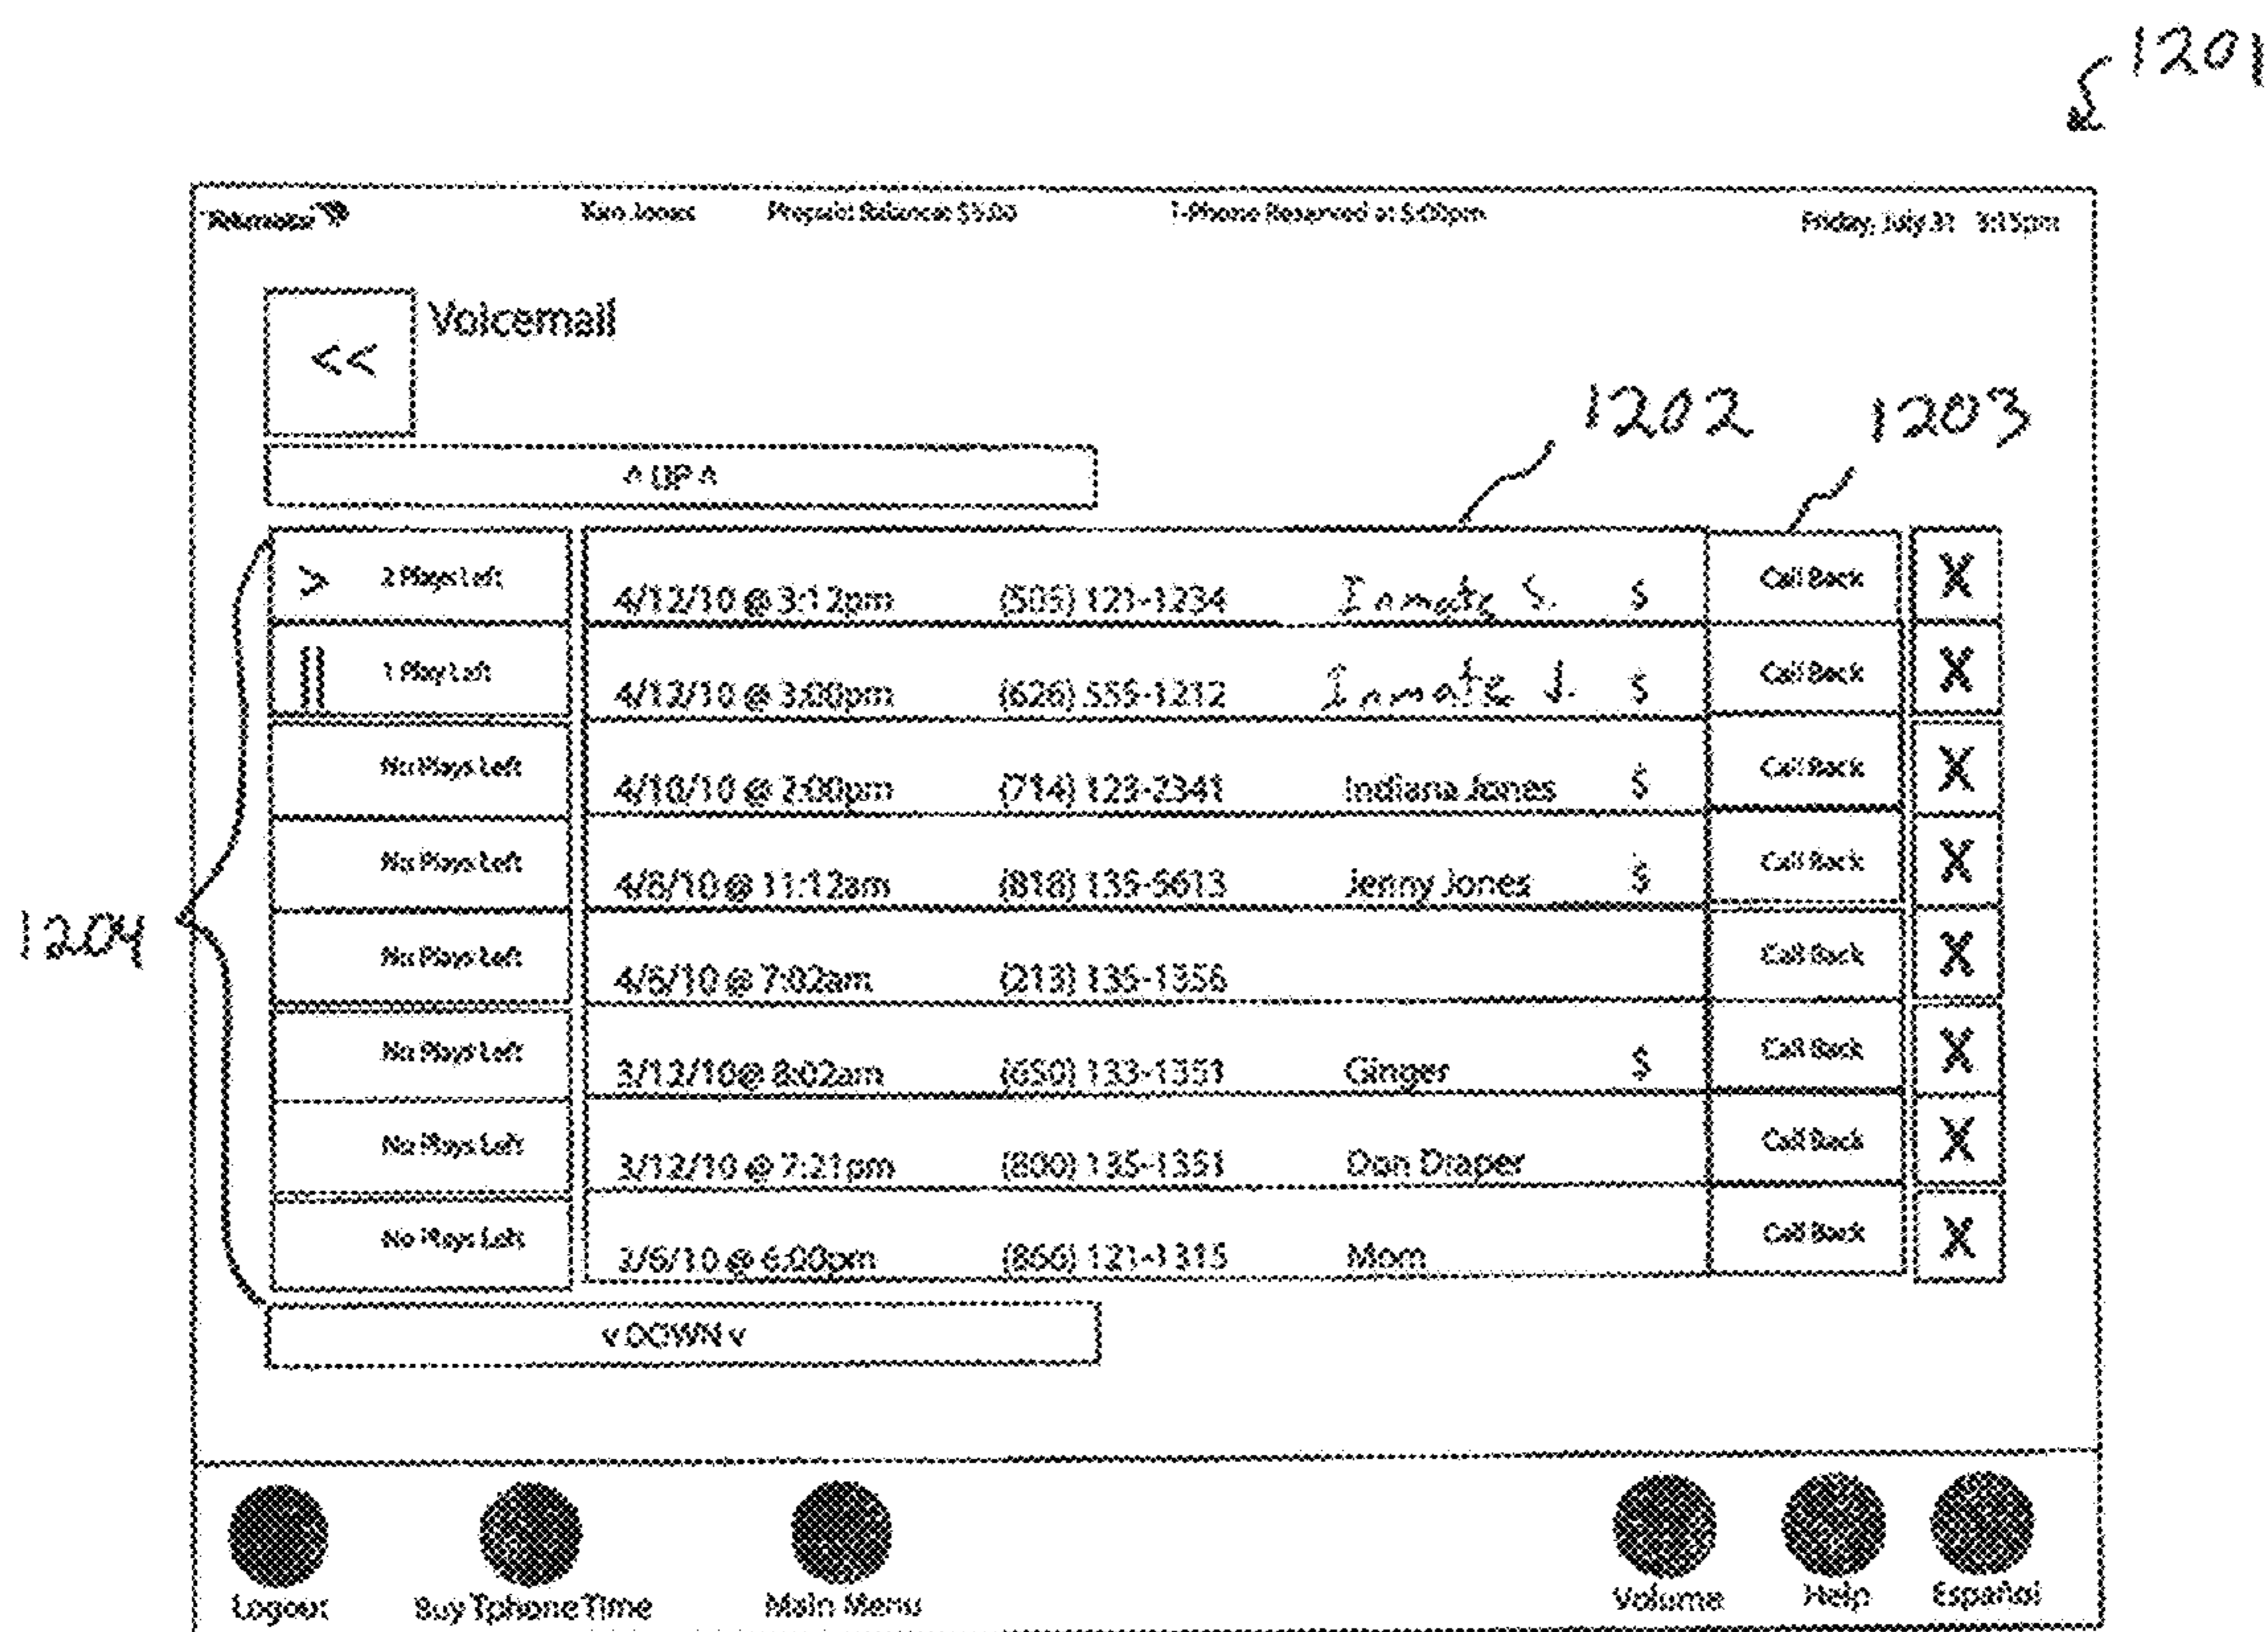 1201
Ken Jones Prepaid Balance: $5.00 T-Phone Reserved at 5:00pm Friday, July 31 3:15pm
<< Voicemail
1202 1203
^ UP ^
> 2 Plays Left 4/12/10 @ 3:12pm (505) 121-1234 Inmate S. $ Call Back X
|| 1 Play Left 4/12/10 @ 3:00pm (626) 555-1212 Inmate J. $ Call Back X
No Plays Left 4/10/10 @ 2:00pm (714) 123-2341 Indiana Jones $ Call Back X
No Plays Left 4/8/10 @ 11:12am (818) 135-5613 Jenny Jones $ Call Back X
1204
No Plays Left 4/6/10 @ 7:02am (213) 135-1356 Call Back X
No Plays Left 3/13/10@ 8:02am (650) 133-1351 Ginger $ Call Back X
No Plays Left 3/12/10 @ 7:21pm (800) 135-1351 Don Draper Call Back X
No Plays Left 2/6/10 @ 6:00pm (866) 121-1315 Mom Call Back X
v DOWN v
Logout Buy Tphone Time Main Menu Volume Help Español